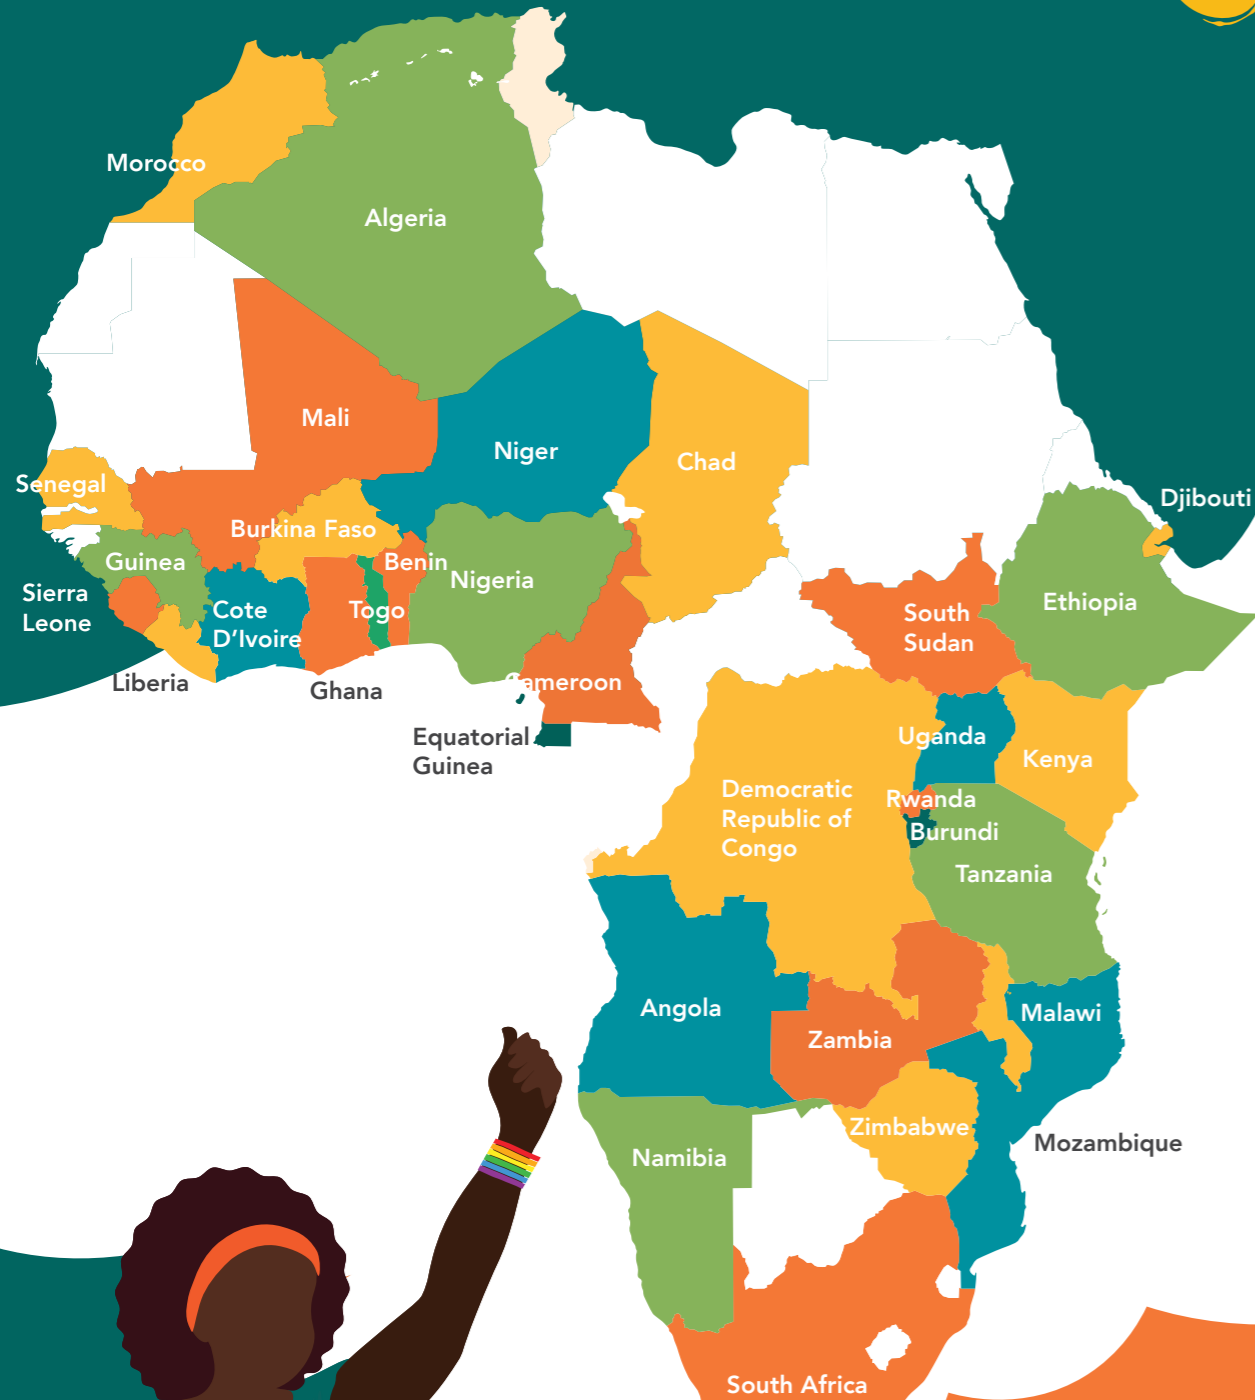 Morocco
Algeria
Mali
Niger
Chad
Senegal
Djibouti
Burkina Faso
Guinea
Benin
Nigeria
Sierra
Leone
Cote
D'Ivoire
Togo
Ethiopia
South
Sudan
Liberia
Ghana
Cameroon
Equatorial
Guinea
Uganda
Kenya
Democratic
Republic of
Congo
Rwanda
Burundi
Tanzania
Angola
Malawi
Zambia
Zimbabwe
Mozambique
Namibia
South Africa